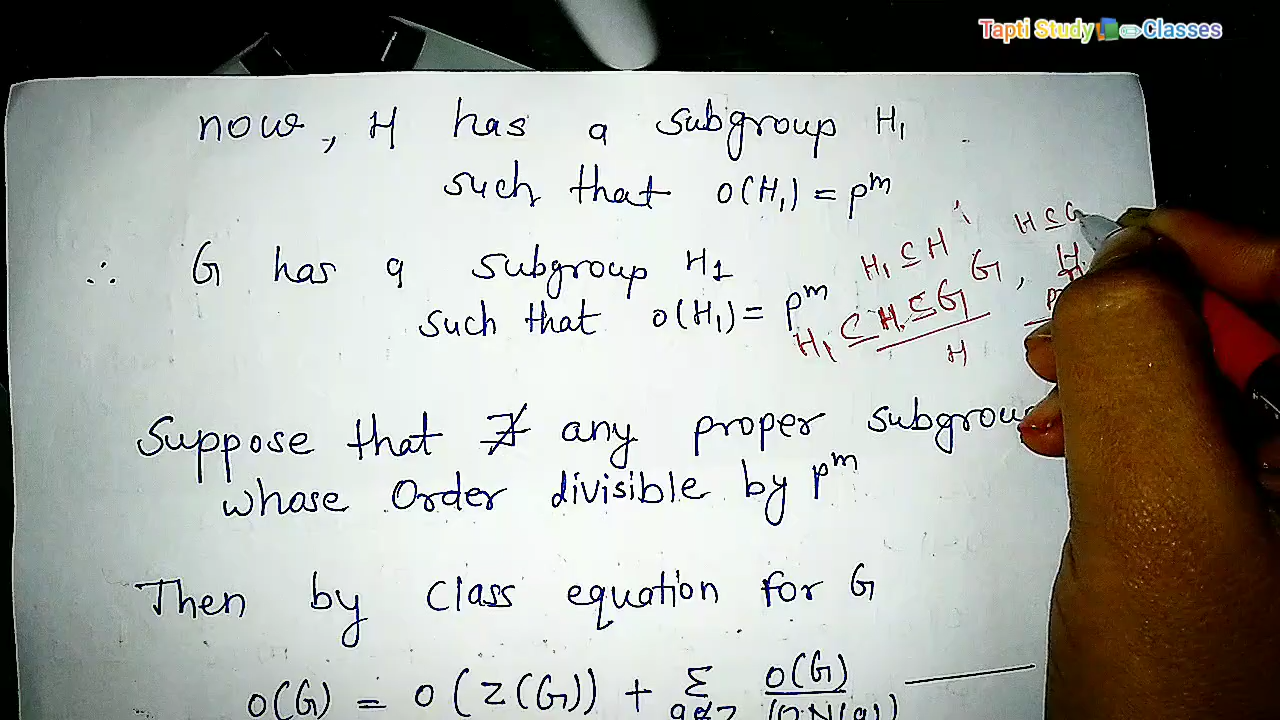 Tapti Study Classes
now, H has a subgroup H₁
such that o(H₁) = pᵐ
∴ G has a subgroup H₁
such that o(H₁) = pᵐ
H₁ ⊆ H
G,
H ⊆ G
H₁ ⊆ H ⊆ G
H
Suppose that ∄ any proper subgrou
whose Order divisible by pᵐ
Then by class equation for G
O(G) = O(Z(G)) + Σ O(G)